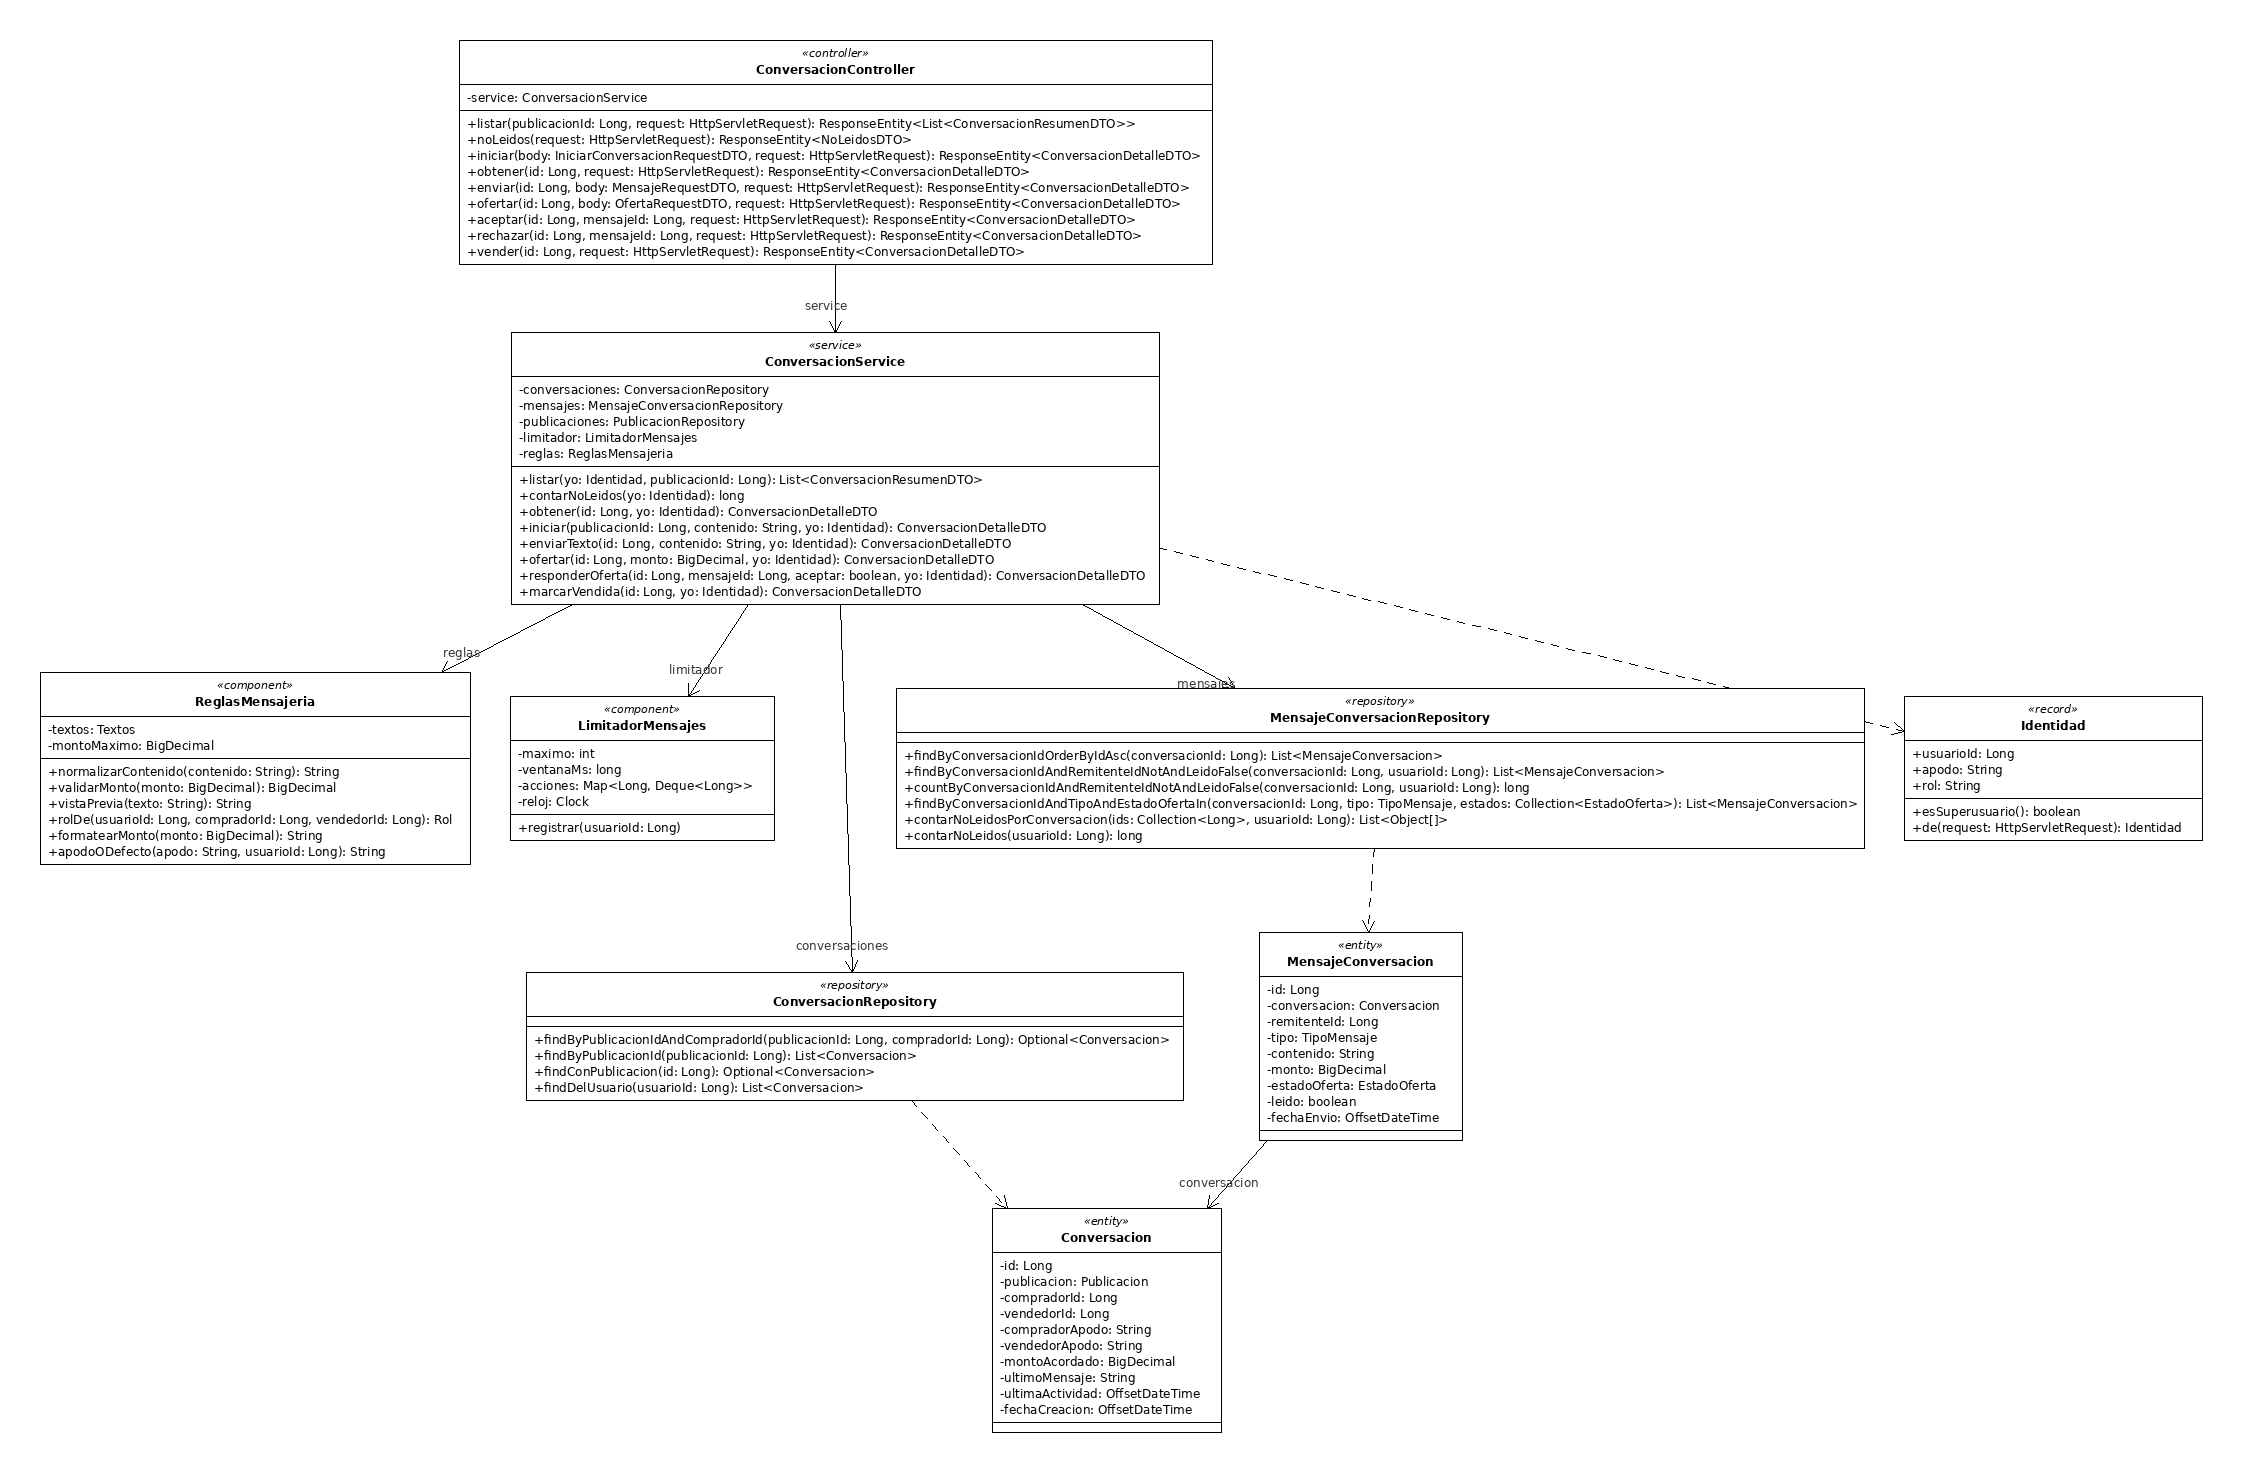 «controller»
ConversacionController
-service: ConversacionService
+listar(publicacionId: Long, request: HttpServletRequest): ResponseEntity<List<ConversacionResumenDTO>>
+noLeidos(request: HttpServletRequest): ResponseEntity<NoLeidosDTO>
+iniciar(body: IniciarConversacionRequestDTO, request: HttpServletRequest): ResponseEntity<ConversacionDetalleDTO>
+obtener(id: Long, request: HttpServletRequest): ResponseEntity<ConversacionDetalleDTO>
+enviar(id: Long, body: MensajeRequestDTO, request: HttpServletRequest): ResponseEntity<ConversacionDetalleDTO>
+ofertar(id: Long, body: OfertaRequestDTO, request: HttpServletRequest): ResponseEntity<ConversacionDetalleDTO>
+aceptar(id: Long, mensajeId: Long, request: HttpServletRequest): ResponseEntity<ConversacionDetalleDTO>
+rechazar(id: Long, mensajeId: Long, request: HttpServletRequest): ResponseEntity<ConversacionDetalleDTO>
+vender(id: Long, request: HttpServletRequest): ResponseEntity<ConversacionDetalleDTO>
service
«service»
ConversacionService
-conversaciones: ConversacionRepository
-mensajes: MensajeConversacionRepository
-publicaciones: PublicacionRepository
-limitador: LimitadorMensajes
-reglas: ReglasMensajeria
+listar(yo: Identidad, publicacionId: Long): List<ConversacionResumenDTO>
+contarNoLeidos(yo: Identidad): long
+obtener(id: Long, yo: Identidad): ConversacionDetalleDTO
+iniciar(publicacionId: Long, contenido: String, yo: Identidad): ConversacionDetalleDTO
+enviarTexto(id: Long, contenido: String, yo: Identidad): ConversacionDetalleDTO
+ofertar(id: Long, monto: BigDecimal, yo: Identidad): ConversacionDetalleDTO
+responderOferta(id: Long, mensajeId: Long, aceptar: boolean, yo: Identidad): ConversacionDetalleDTO
+marcarVendida(id: Long, yo: Identidad): ConversacionDetalleDTO
reglas
limitador
mensajes
«component»
ReglasMensajeria
-textos: Textos
-montoMaximo: BigDecimal
+normalizarContenido(contenido: String): String
+validarMonto(monto: BigDecimal): BigDecimal
+vistaPrevia(texto: String): String
+rolDe(usuarioId: Long, compradorId: Long, vendedorId: Long): Rol
+formatearMonto(monto: BigDecimal): String
+apodoODefecto(apodo: String, usuarioId: Long): String
«component»
LimitadorMensajes
-maximo: int
-ventanaMs: long
-acciones: Map<Long, Deque<Long>>
-reloj: Clock
+registrar(usuarioId: Long)
«repository»
MensajeConversacionRepository
+findByConversacionIdOrderByIdAsc(conversacionId: Long): List<MensajeConversacion>
+findByConversacionIdAndRemitenteIdNotAndLeidoFalse(conversacionId: Long, usuarioId: Long): List<MensajeConversacion>
+countByConversacionIdAndRemitenteIdNotAndLeidoFalse(conversacionId: Long, usuarioId: Long): long
+findByConversacionIdAndTipoAndEstadoOfertaIn(conversacionId: Long, tipo: TipoMensaje, estados: Collection<EstadoOferta>): List<MensajeConversacion>
+contarNoLeidosPorConversacion(ids: Collection<Long>, usuarioId: Long): List<Object[]>
+contarNoLeidos(usuarioId: Long): long
«record»
Identidad
+usuarioId: Long
+apodo: String
+rol: String
+esSuperusuario(): boolean
+de(request: HttpServletRequest): Identidad
conversaciones
«repository»
ConversacionRepository
+findByPublicacionIdAndCompradorId(publicacionId: Long, compradorId: Long): Optional<Conversacion>
+findByPublicacionId(publicacionId: Long): List<Conversacion>
+findConPublicacion(id: Long): Optional<Conversacion>
+findDelUsuario(usuarioId: Long): List<Conversacion>
«entity»
MensajeConversacion
-id: Long
-conversacion: Conversacion
-remitenteId: Long
-tipo: TipoMensaje
-contenido: String
-monto: BigDecimal
-estadoOferta: EstadoOferta
-leido: boolean
-fechaEnvio: OffsetDateTime
conversacion
«entity»
Conversacion
-id: Long
-publicacion: Publicacion
-compradorId: Long
-vendedorId: Long
-compradorApodo: String
-vendedorApodo: String
-montoAcordado: BigDecimal
-ultimoMensaje: String
-ultimaActividad: OffsetDateTime
-fechaCreacion: OffsetDateTime